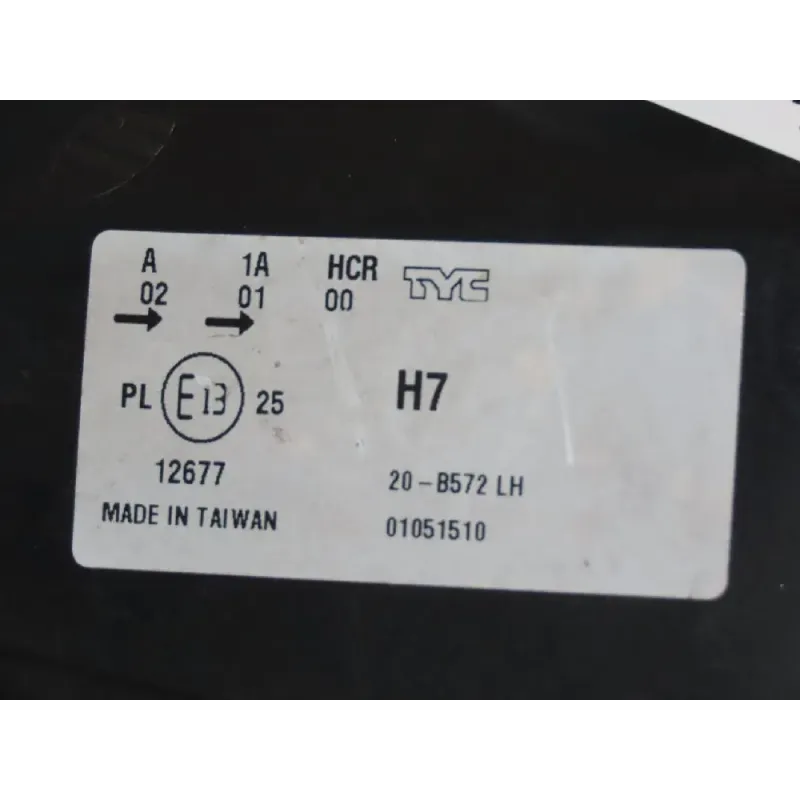 A 1A HCR TYC
02 01 00
PL E13 25 H7
12677 20-B572 LH
MADE IN TAIWAN 01051510